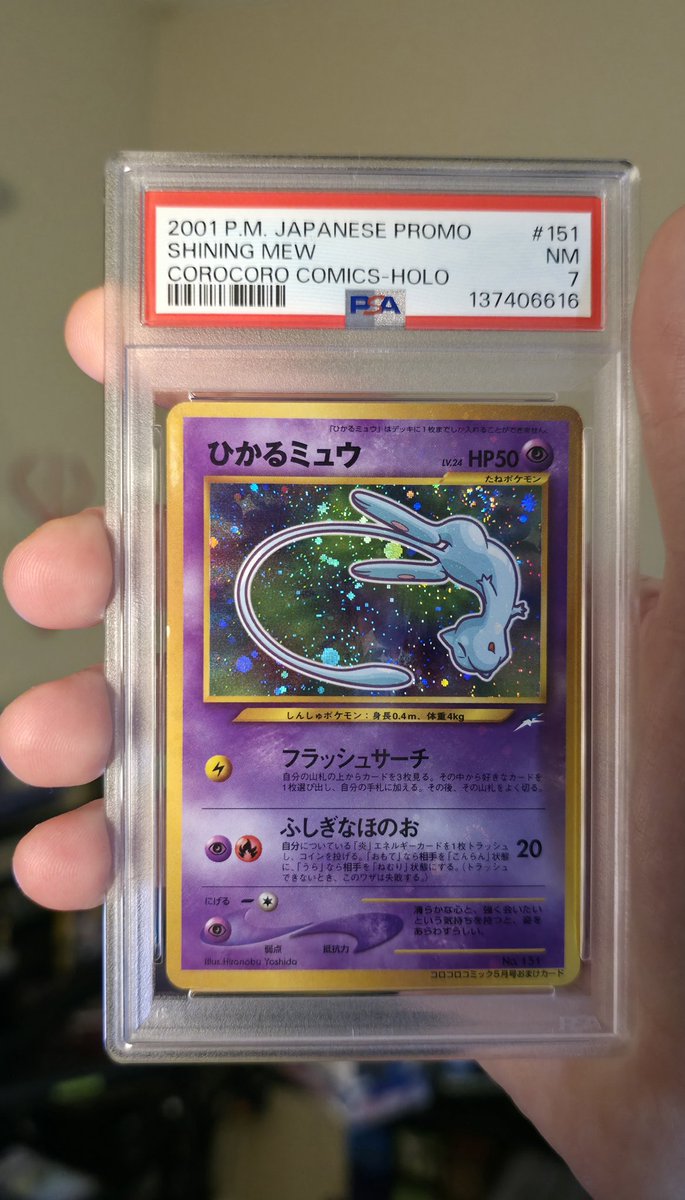 2001 P.M. JAPANESE PROMO #151
SHINING MEW NM
COROCORO COMICS-HOLO 7
PSA 137406616
「ひかるミュウ」はデッキに1枚までしか入れることができません。
ひかるミュウ LV.24 HP50
たねポケモン
しんしゅポケモン：身長0.4m、体重4kg
フラッシュサーチ
自分の山札の上からカードを3枚見る。その中から好きなカードを
1枚選び出し、自分の手札に加える。その後、その山札をよく切る。
ふしぎなほのお 20
自分についている「炎」エネルギーカードを1枚トラッシュ
し、コインを投げる。「おもて」なら相手を「こんらん」状態
に、「うら」なら相手を「ねむり」状態にする。（トラッシュ
できないとき、このワザは失敗する。）
にげる
弱点 抵抗力
清らかな心と、強く会いたい
という気持ちを持つと、姿を
あらわすらしい。
Illus. Hironobu Yoshida No. 151
コロコロコミック5月号おまけカード